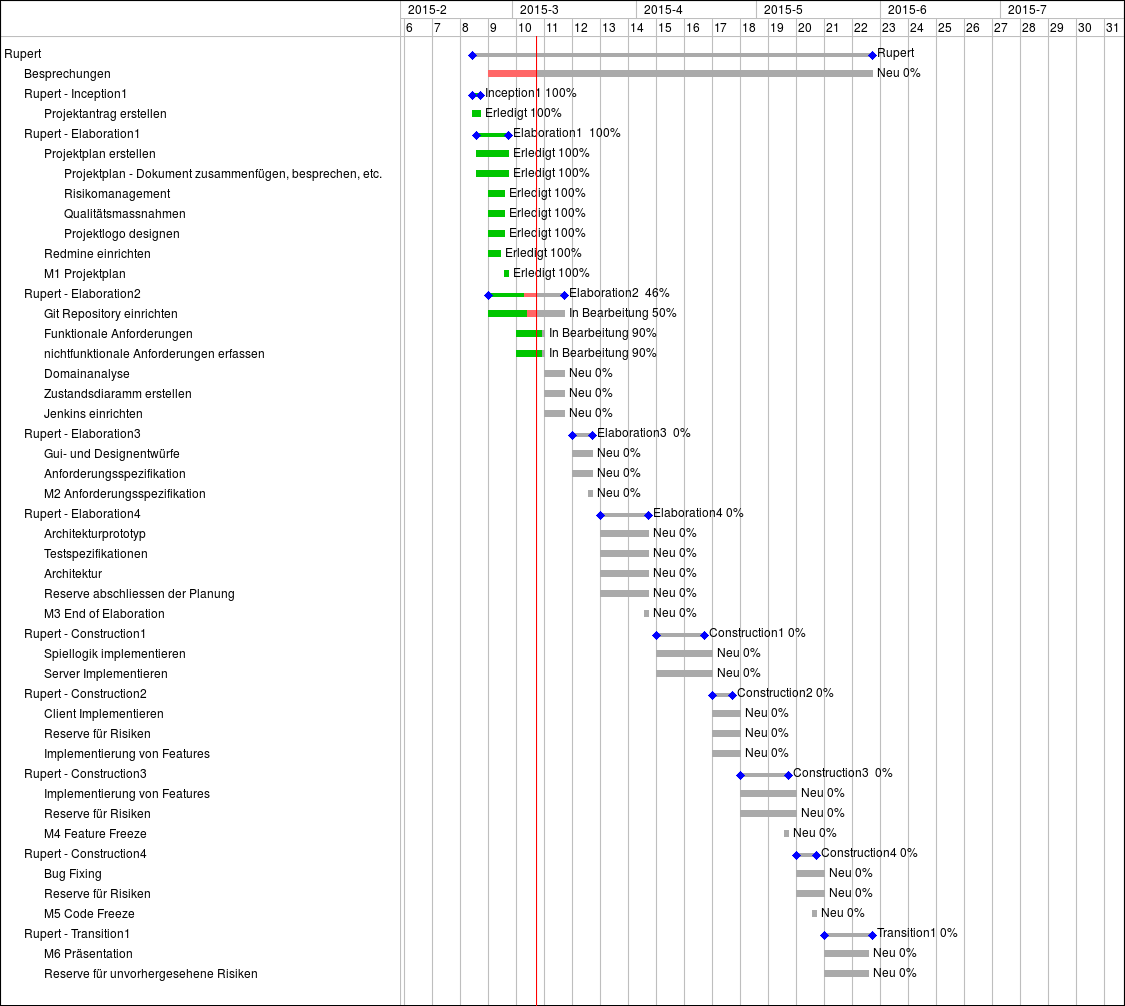 2015-2 2015-3 2015-4 2015-5 2015-6 2015-7
6 7 8 9 10 11 12 13 14 15 16 17 18 19 20 21 22 23 24 25 26 27 28 29 30 31
Rupert Rupert
Besprechungen Neu 0%
Rupert - Inception1 Inception1 100%
Projektantrag erstellen Erledigt 100%
Rupert - Elaboration1 Elaboration1 100%
Projektplan erstellen Erledigt 100%
Projektplan - Dokument zusammenfügen, besprechen, etc. Erledigt 100%
Risikomanagement Erledigt 100%
Qualitätsmassnahmen Erledigt 100%
Projektlogo designen Erledigt 100%
Redmine einrichten Erledigt 100%
M1 Projektplan Erledigt 100%
Rupert - Elaboration2 Elaboration2 46%
Git Repository einrichten In Bearbeitung 50%
Funktionale Anforderungen In Bearbeitung 90%
nichtfunktionale Anforderungen erfassen In Bearbeitung 90%
Domainanalyse Neu 0%
Zustandsdiaramm erstellen Neu 0%
Jenkins einrichten Neu 0%
Rupert - Elaboration3 Elaboration3 0%
Gui- und Designentwürfe Neu 0%
Anforderungsspezifikation Neu 0%
M2 Anforderungsspezifikation Neu 0%
Rupert - Elaboration4 Elaboration4 0%
Architekturprototyp Neu 0%
Testspezifikationen Neu 0%
Architektur Neu 0%
Reserve abschliessen der Planung Neu 0%
M3 End of Elaboration Neu 0%
Rupert - Construction1 Construction1 0%
Spiellogik implementieren Neu 0%
Server Implementieren Neu 0%
Rupert - Construction2 Construction2 0%
Client Implementieren Neu 0%
Reserve für Risiken Neu 0%
Implementierung von Features Neu 0%
Rupert - Construction3 Construction3 0%
Implementierung von Features Neu 0%
Reserve für Risiken Neu 0%
M4 Feature Freeze Neu 0%
Rupert - Construction4 Construction4 0%
Bug Fixing Neu 0%
Reserve für Risiken Neu 0%
M5 Code Freeze Neu 0%
Rupert - Transition1 Transition1 0%
M6 Präsentation Neu 0%
Reserve für unvorhergesehene Risiken Neu 0%